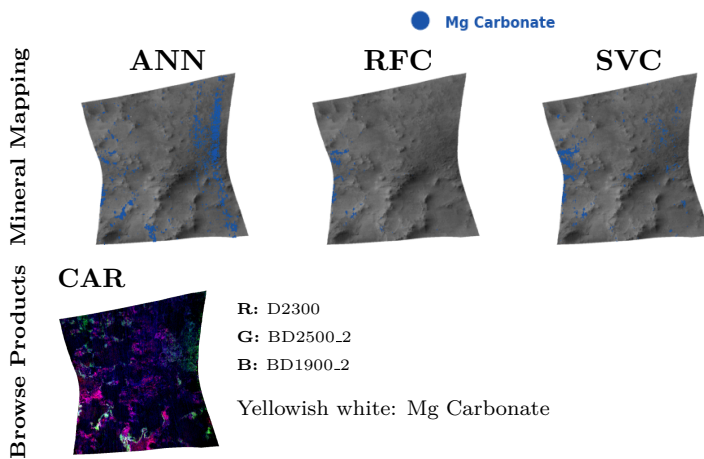 Mg Carbonate
ANN RFC SVC
Mineral Mapping
CAR
Browse Products
R: D2300
G: BD2500_2
B: BD1900_2
Yellowish white: Mg Carbonate